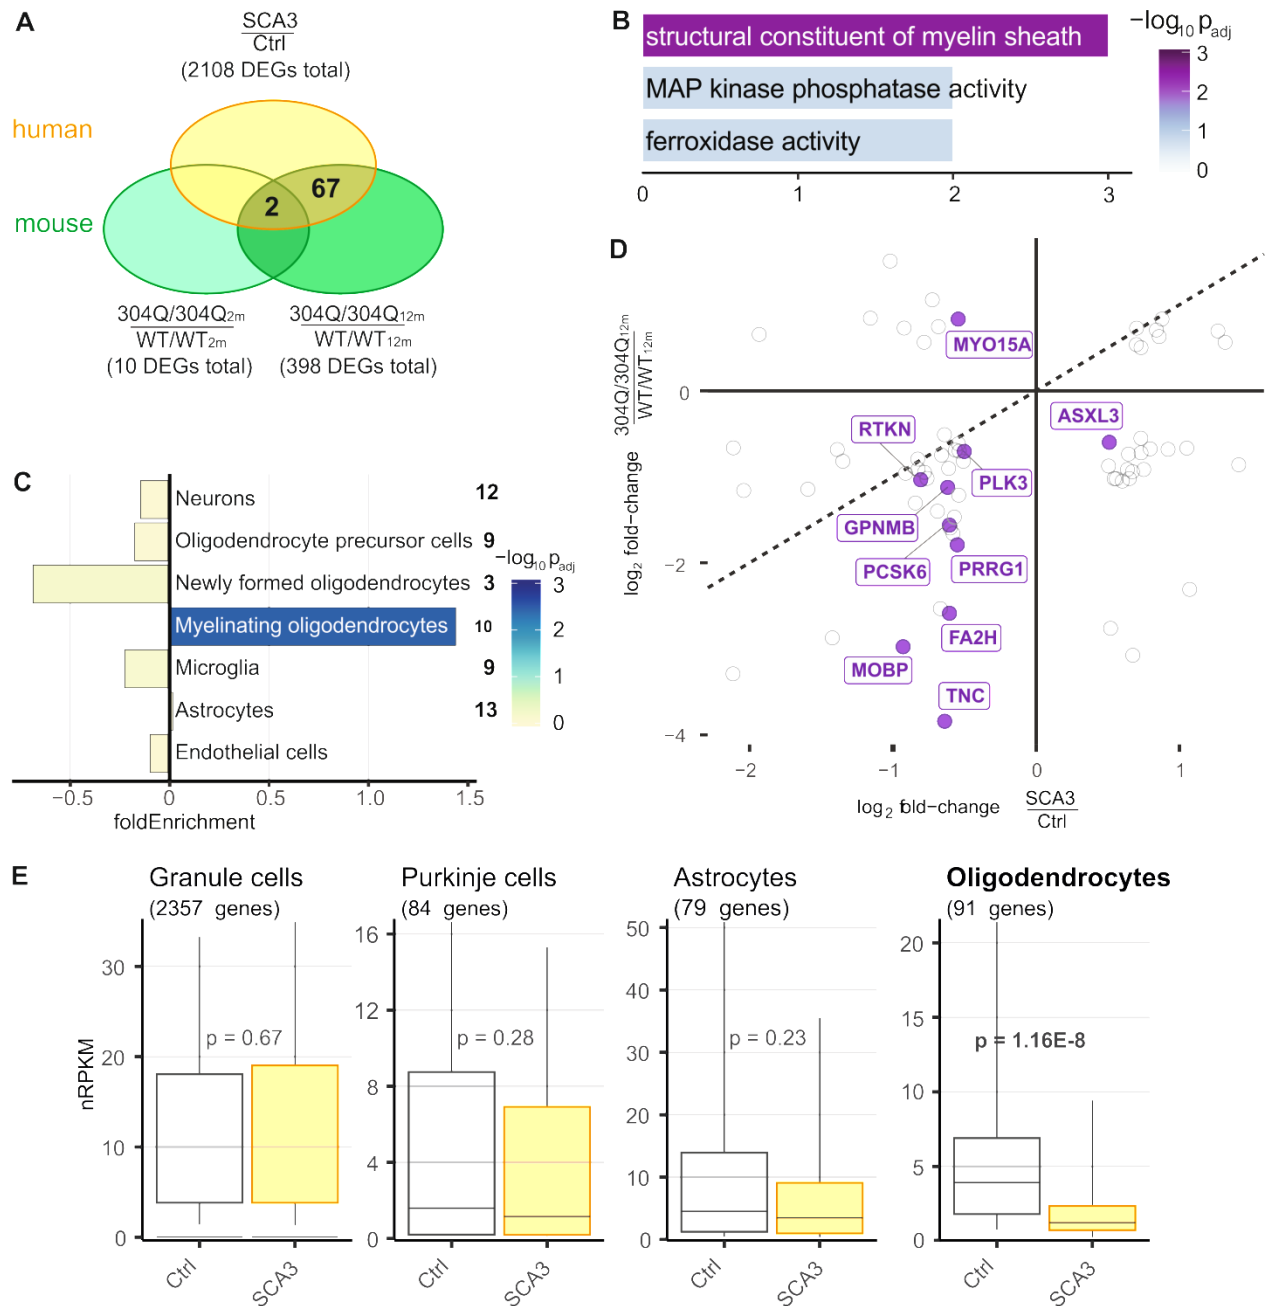 A
SCA3
Ctrl
(2108 DEGs total)
human
mouse
2
67
304Q/304Q2m
WT/WT2m
(10 DEGs total)
304Q/304Q12m
WT/WT12m
(398 DEGs total)
B
structural constituent of myelin sheath
MAP kinase phosphatase activity
ferroxidase activity
0 1 2 3
−log10 padj
3
2
1
0
C
Neurons 12
Oligodendrocyte precursor cells 9
Newly formed oligodendrocytes 3
Myelinating oligodendrocytes 10
Microglia 9
Astrocytes 13
Endothelial cells
−0.5 0 0.5 1.0 1.5
foldEnrichment
−log10 padj
3
2
1
0
D
304Q/304Q12m
WT/WT12m
log2 fold−change
0
−2
−4
MYO15A
ASXL3
RTKN
PLK3
GPNMB
PCSK6
PRRG1
FA2H
MOBP
TNC
−2 −1 0 1
log2 fold−change
SCA3
Ctrl
E
Granule cells
(2357 genes)
nRPKM
30
20
10
0
p = 0.67
Ctrl SCA3
Purkinje cells
(84 genes)
16
12
8
4
0
p = 0.28
Ctrl SCA3
Astrocytes
(79 genes)
50
40
30
20
10
0
p = 0.23
Ctrl SCA3
Oligodendrocytes
(91 genes)
20
15
10
5
0
p = 1.16E-8
Ctrl SCA3